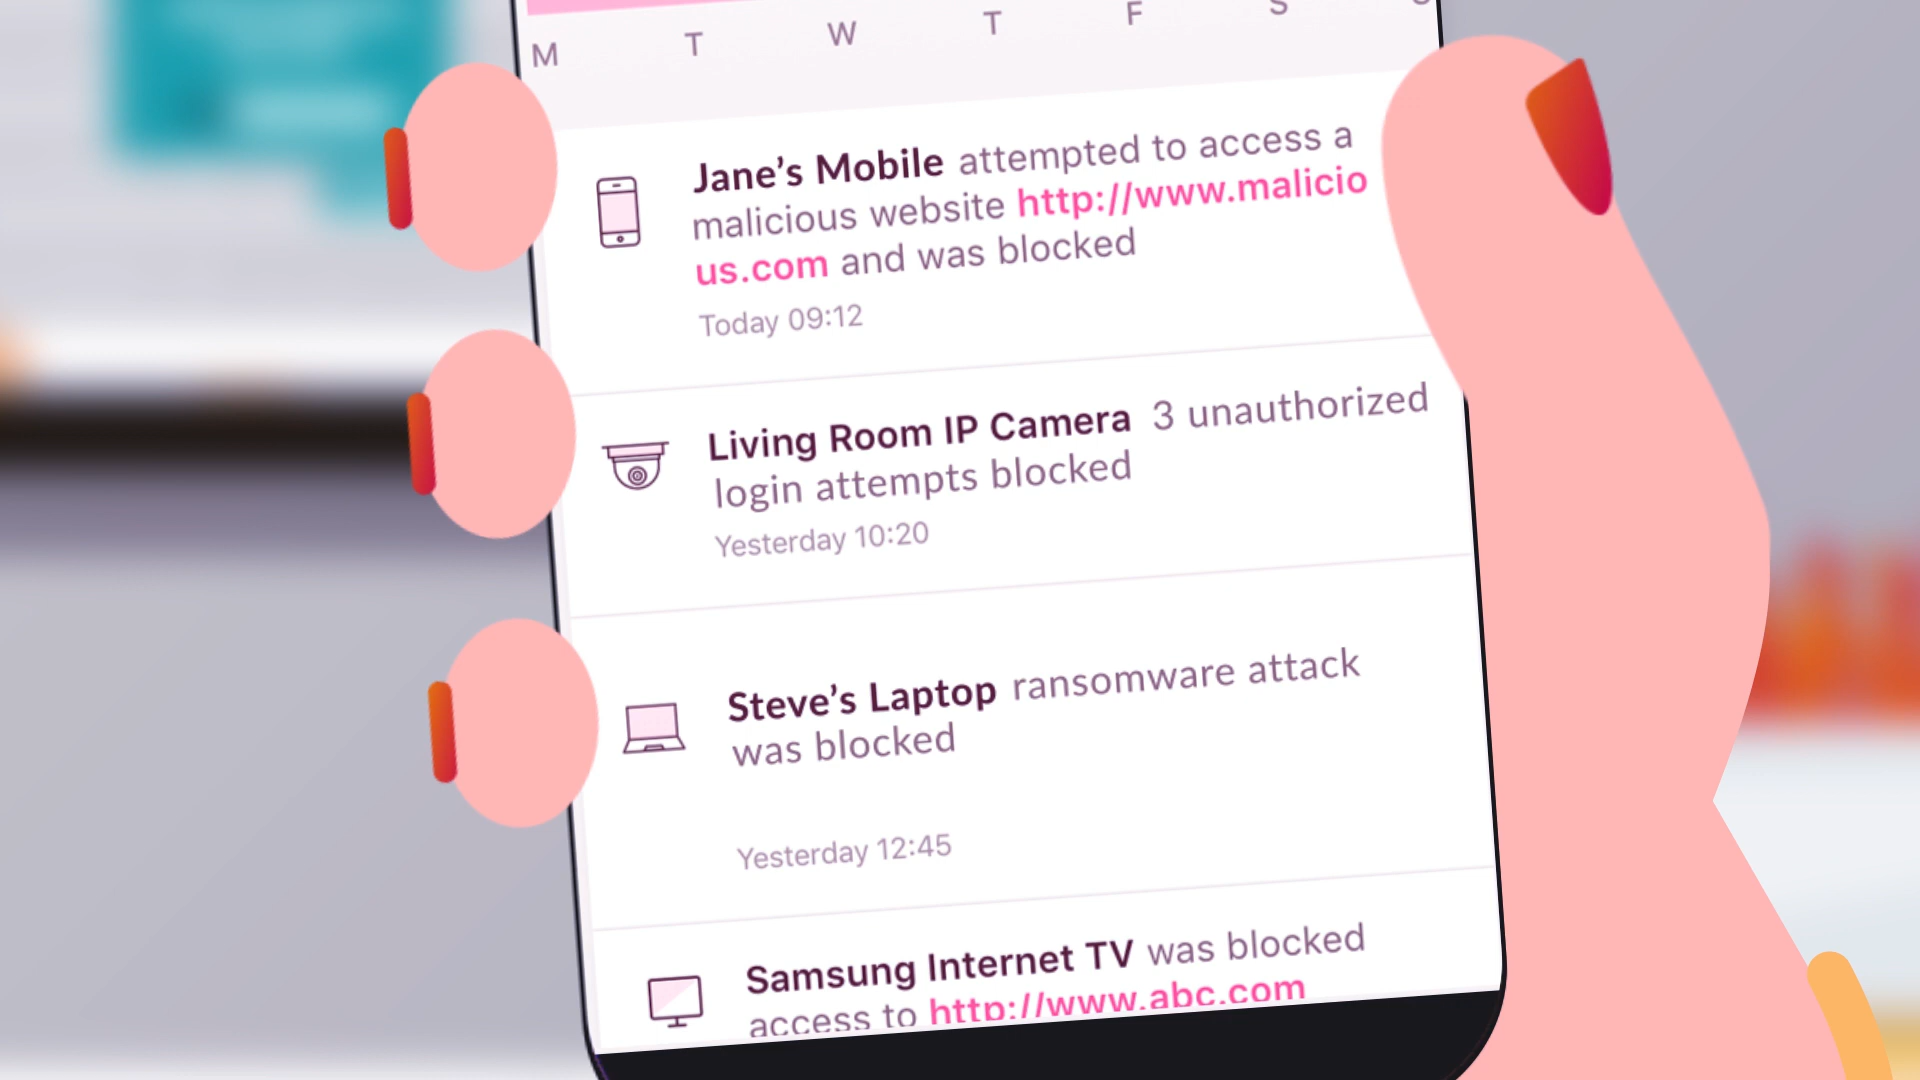 M T W T F S
Jane's Mobile attempted to access a
malicious website http://www.malicio
us.com and was blocked
Today 09:12
Living Room IP Camera 3 unauthorized
login attempts blocked
Yesterday 10:20
Steve's Laptop ransomware attack
was blocked
Yesterday 12:45
Samsung Internet TV was blocked
access to http://www.abc.com